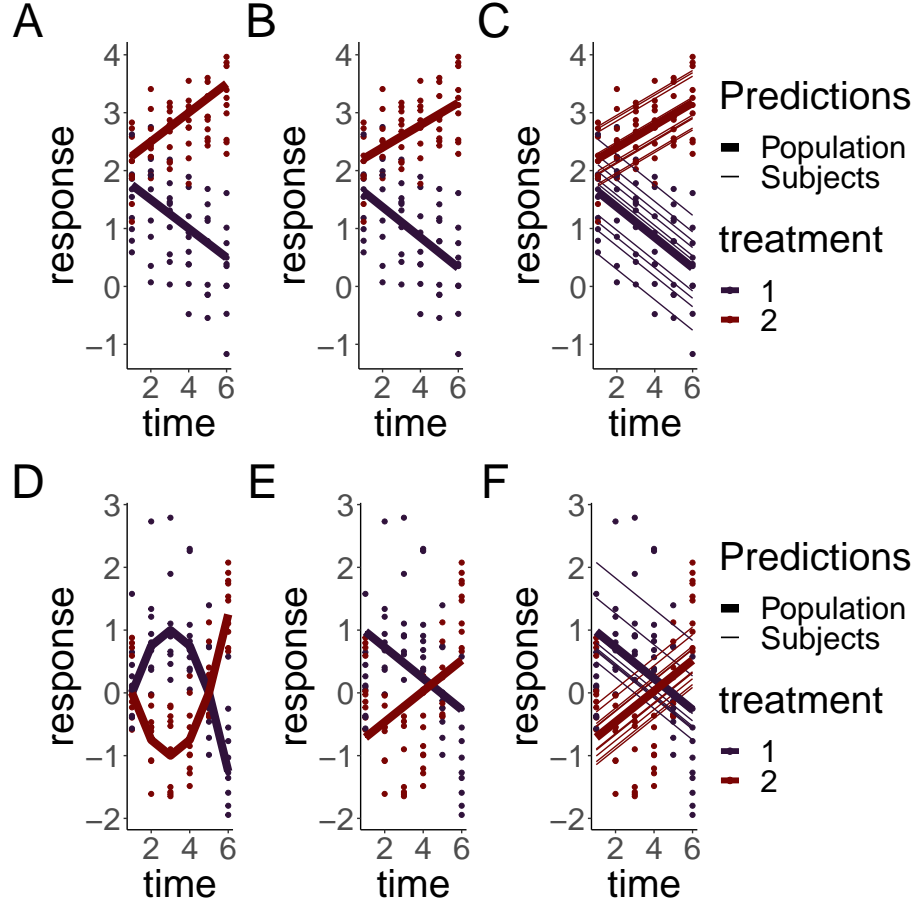 A B C
4
3
2
1
0
−1
response
2 4 6
time
4
3
2
1
0
−1
response
2 4 6
time
4
3
2
1
0
−1
response
2 4 6
time
Predictions
Population
Subjects
treatment
1
2
D E F
3
2
1
0
−1
−2
response
2 4 6
time
3
2
1
0
−1
−2
response
2 4 6
time
3
2
1
0
−1
−2
response
2 4 6
time
Predictions
Population
Subjects
treatment
1
2